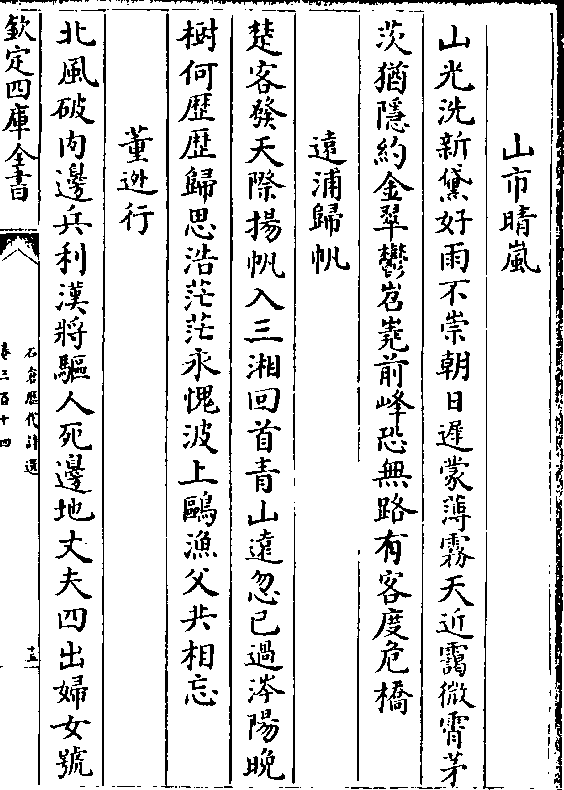 山市晴嵐
山光洗新黛好雨不崇朝日遲蒙薄霧天近靄微霄茅
茨猶隱約金翠鬱岧嶤前峰恐無路有客度危橋
遠浦歸帆
楚客發天際揚帆入三湘回首青山遠忽已過涔陽晚
樹何歷歷歸思浩茫茫永愧波上鷗漁父共相忘
董逃行
北風破肉邊兵利漢將驅人死邊地丈夫四出婦女號
欽定四庫全書
石倉歷代詩選
卷三百十四
十五